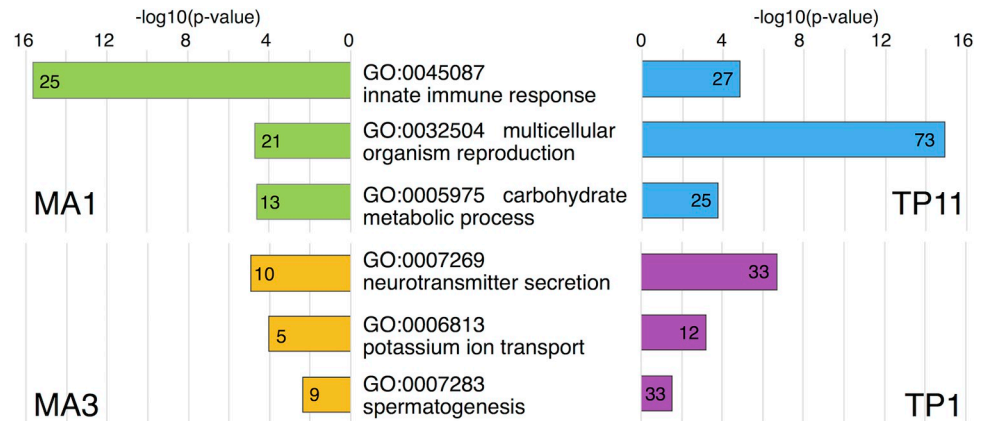 -log10(p-value) -log10(p-value)
16 12 8 4 0 0 4 8 12 16
25 GO:0045087 27
innate immune response
21 GO:0032504 multicellular 73
organism reproduction
13 GO:0005975 carbohydrate 25
MA1 metabolic process TP11
10 GO:0007269 33
neurotransmitter secretion
5 GO:0006813 12
potassium ion transport
9 GO:0007283 33
MA3 spermatogenesis TP1